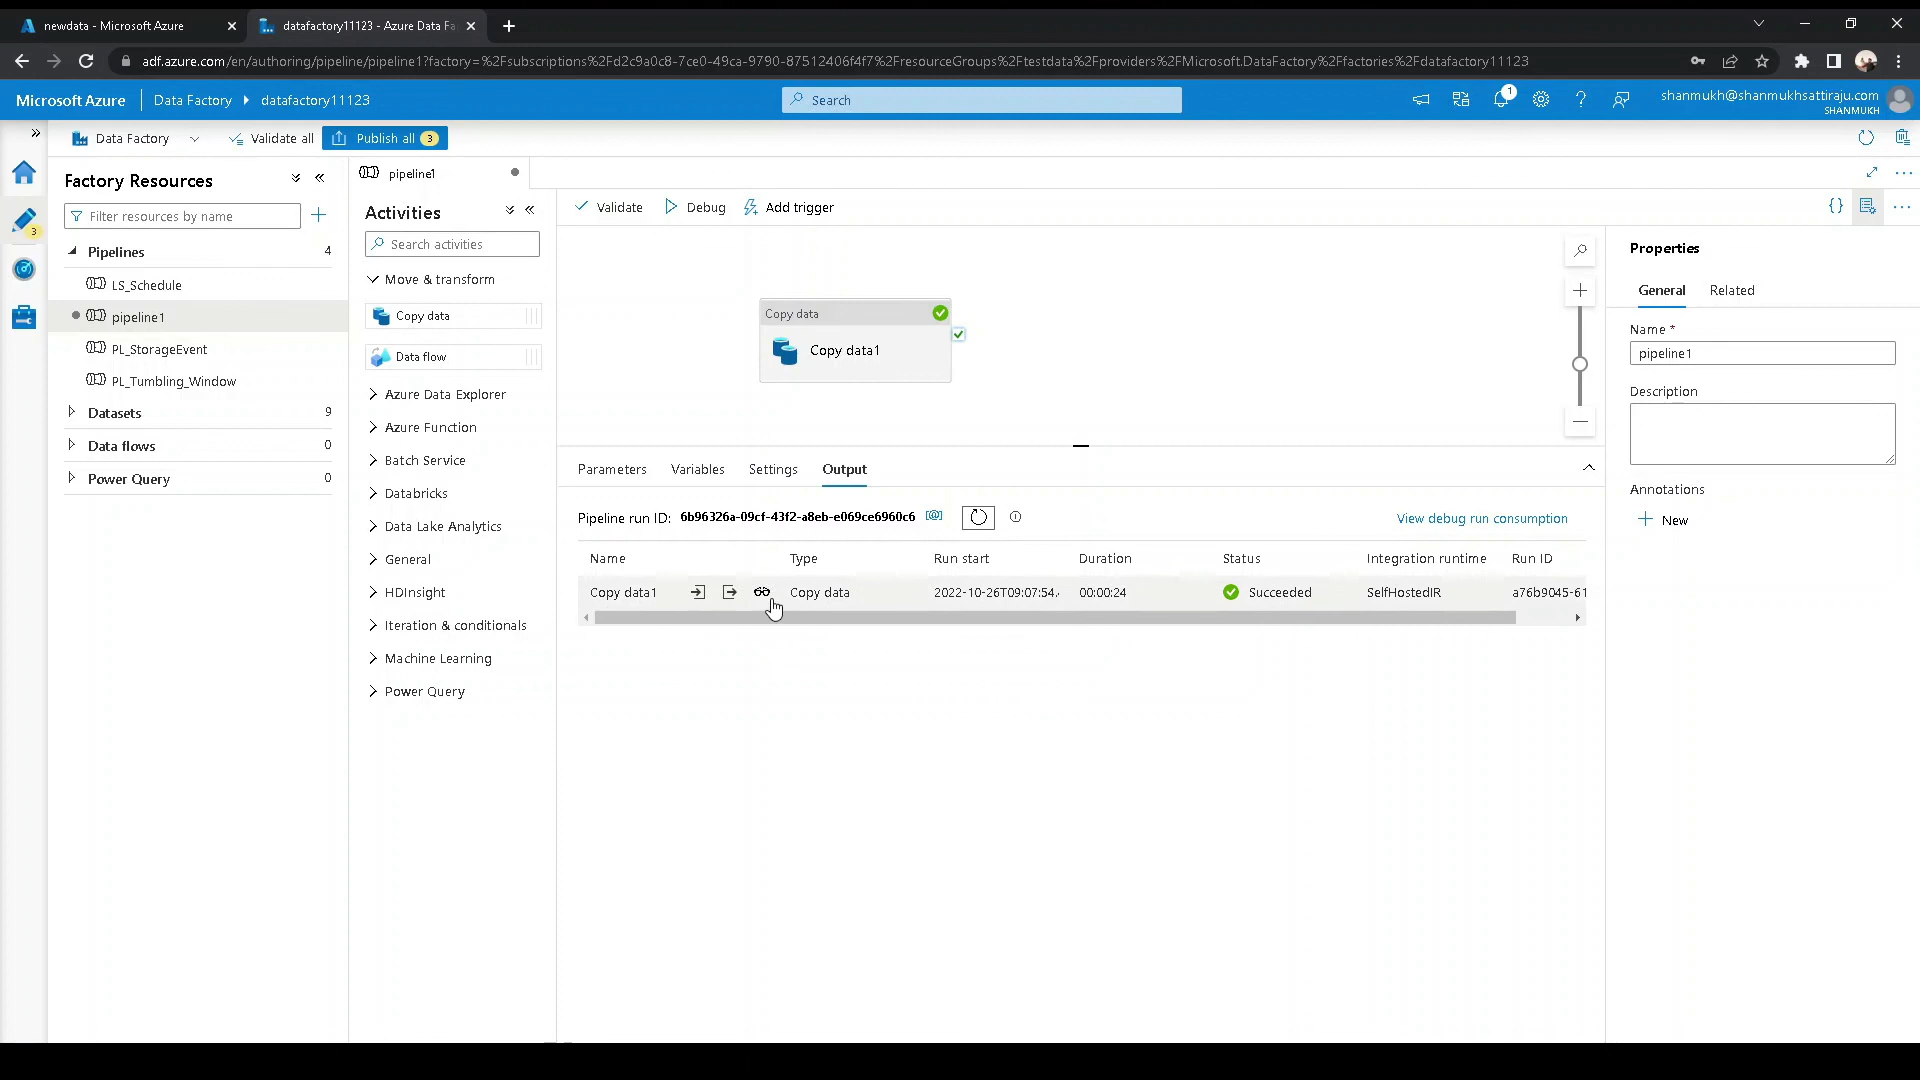 newdata - Microsoft Azure
datafactory11123 - Azure Data Fa
adf.azure.com/en/authoring/pipeline/pipeline1?factory=%2Fsubscriptions%2Fd2c9a0c8-7ce0-49ca-9790-87512406f4f7%2FresourceGroups%2Ftestdata%2Fproviders%2FMicrosoft.DataFactory%2Ffactories%2Fdatafactory11123
Microsoft Azure
Data Factory
datafactory11123
Search
1
shanmukh@shanmukhsattiraju.com
SHANMUKH
Data Factory
Validate all
Publish all 3
3
Factory Resources
Filter resources by name
Pipelines 4
LS_Schedule
pipeline1
PL_StorageEvent
PL_Tumbling_Window
Datasets 9
Data flows 0
Power Query 0
pipeline1
Activities
Search activities
Move & transform
Copy data
Data flow
Azure Data Explorer
Azure Function
Batch Service
Databricks
Data Lake Analytics
General
HDInsight
Iteration & conditionals
Machine Learning
Power Query
Validate
Debug
Add trigger
Copy data
Copy data1
Parameters
Variables
Settings
Output
Pipeline run ID: 6b96326a-09cf-43f2-a8eb-e069ce6960c6
View debug run consumption
Name Type Run start Duration Status Integration runtime Run ID
Copy data1 Copy data 2022-10-26T09:07:54. 00:00:24 Succeeded SelfHostedIR a76b9045-61
Properties
General
Related
Name *
pipeline1
Description
Annotations
New